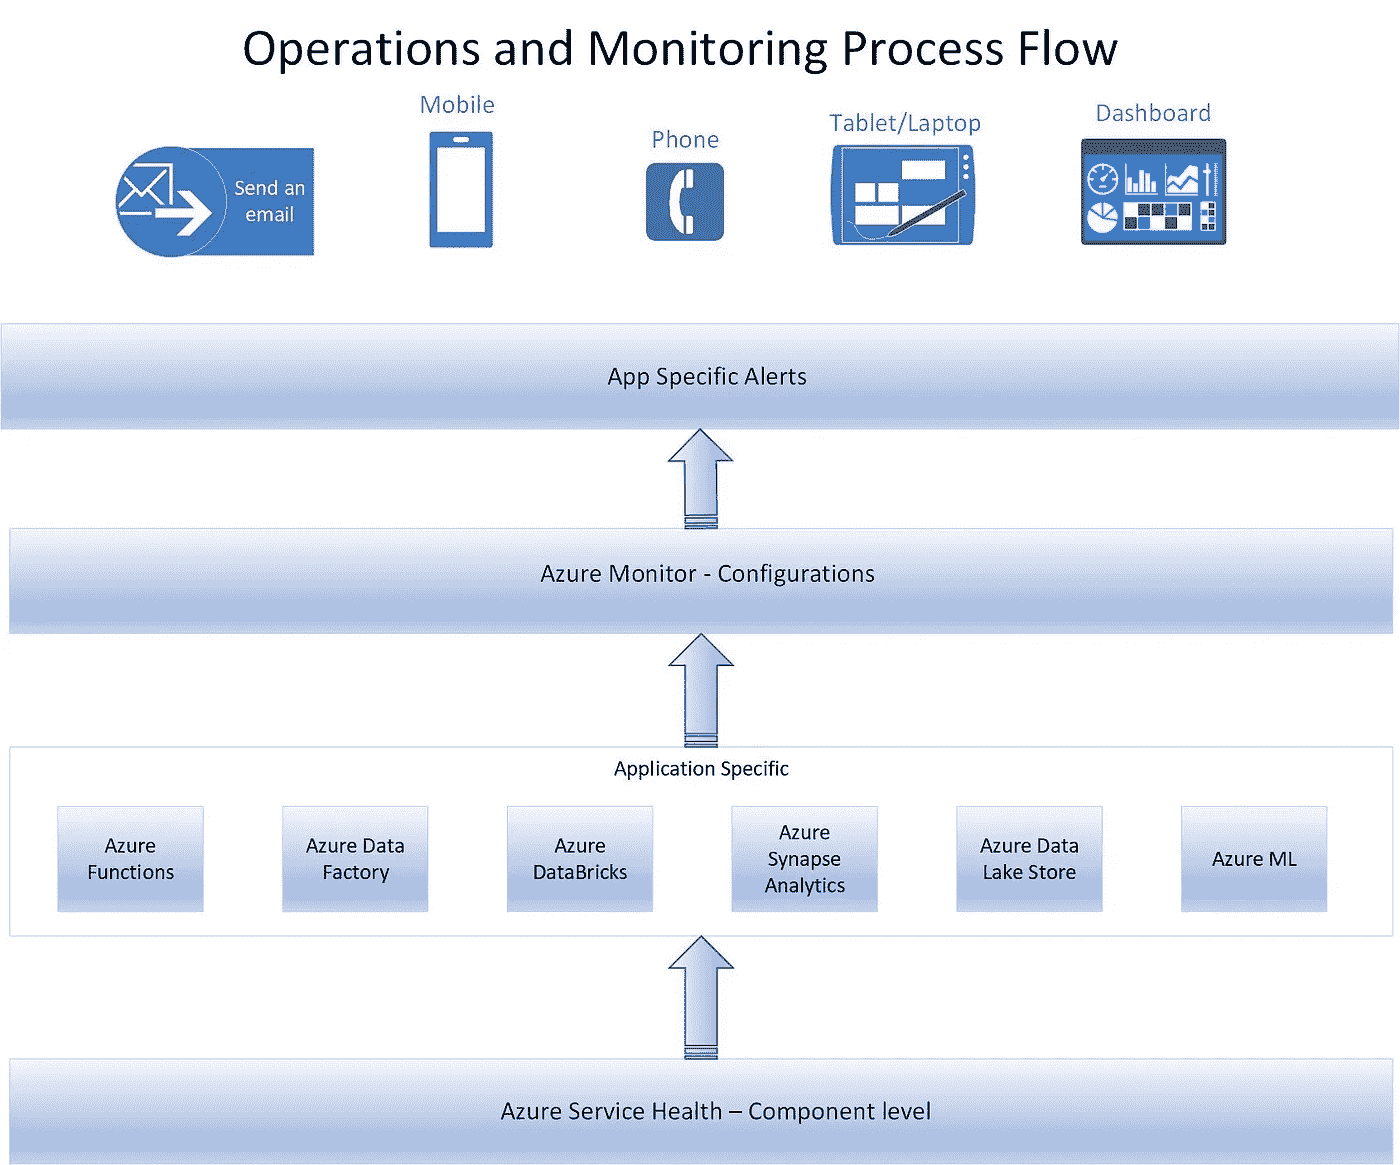 Operations and Monitoring Process Flow
Mobile
Phone
Tablet/Laptop
Dashboard
Send an
email
App Specific Alerts
Azure Monitor - Configurations
Application Specific
Azure
Functions
Azure Data
Factory
Azure
DataBricks
Azure
Synapse
Analytics
Azure Data
Lake Store
Azure ML
Azure Service Health – Component level